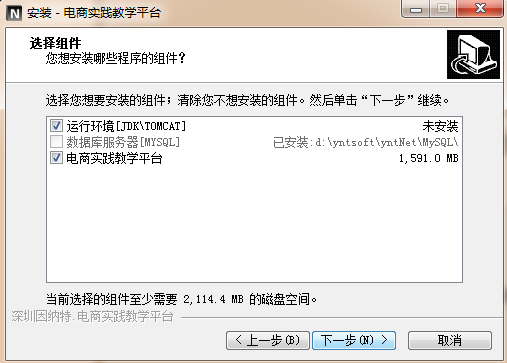 安装 - 电商实践教学平台
选择组件
您想安装哪些程序的组件？
选择您想要安装的组件；清除您不想安装的组件。然后单击“下一步”继续。
运行环境[JDK\TOMCAT] 未安装
数据库服务器[MYSQL] 已安装:d:\yntsoft\yntNet\MySQL\
电商实践教学平台 1,591.0 MB
当前选择的组件至少需要 2,114.4 MB 的磁盘空间。
深圳因纳特.电商实践教学平台
< 上一步(B) 下一步(N) > 取消